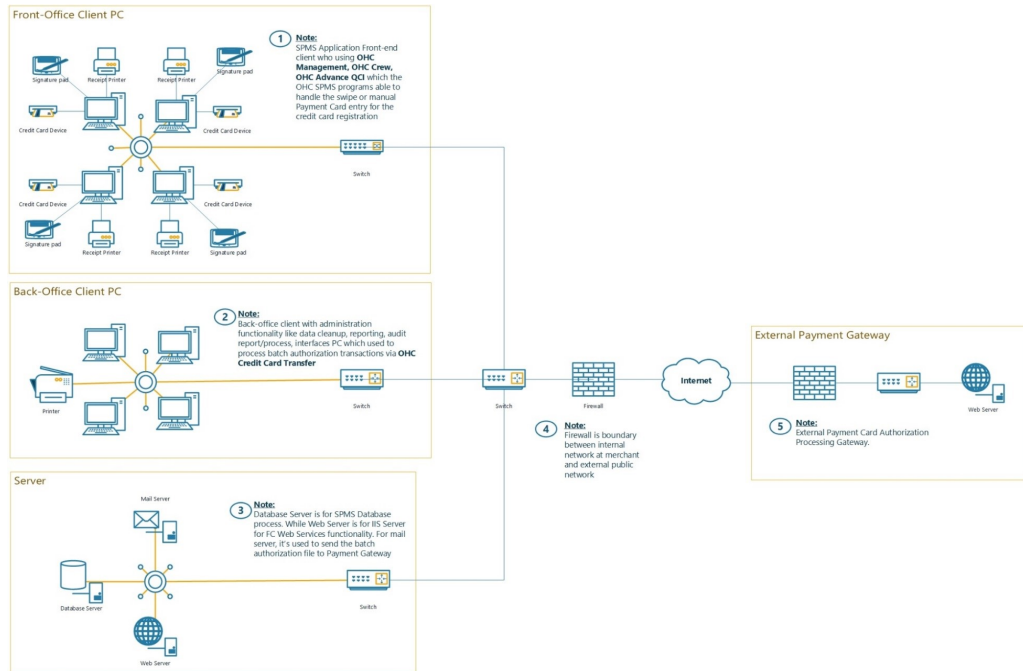 Front-Office Client PC
Signature pad
Receipt Printer
Receipt Printer
Signature pad
Credit Card Device
Credit Card Device
Credit Card Device
Credit Card Device
Signature pad
Receipt Printer
Receipt Printer
Signature pad
1
Note:
SPMS Application Front-end
client who using OHC
Management, OHC Crew,
OHC Advance QCI which the
OHC SPMS programs able to
handle the swipe or manual
Payment Card entry for the
credit card registration
Switch
Back-Office Client PC
Printer
2
Note:
Back-office client with administration
functionality like data cleanup, reporting, audit
report/process, interfaces PC which used to
process batch authorization transactions via OHC
Credit Card Transfer
Switch
Switch
Firewall
4
Note:
Firewall is boundary
between internal
network at merchant
and external public
network
Internet
External Payment Gateway
Web Server
5
Note:
External Payment Card Authorization
Processing Gateway.
Server
Mail Server
Database Server
Web Server
3
Note:
Database Server is for SPMS Database
process. While Web Server is for IIS Server
for FC Web Services functionality. For mail
server, it's used to send the batch
authorization file to Payment Gateway
Switch